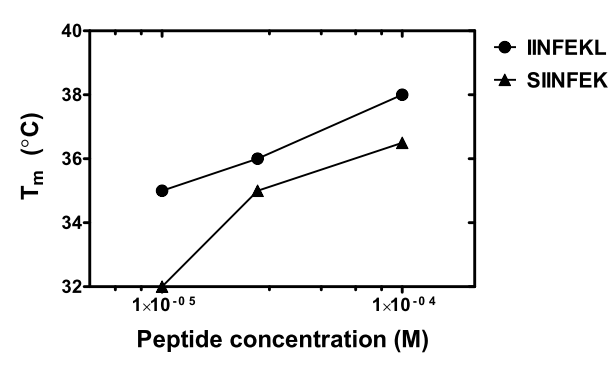 40
38
36
34
32
Tm (°C)
1×10-05
1×10-04
Peptide concentration (M)
IINFEKL
SIINFEK